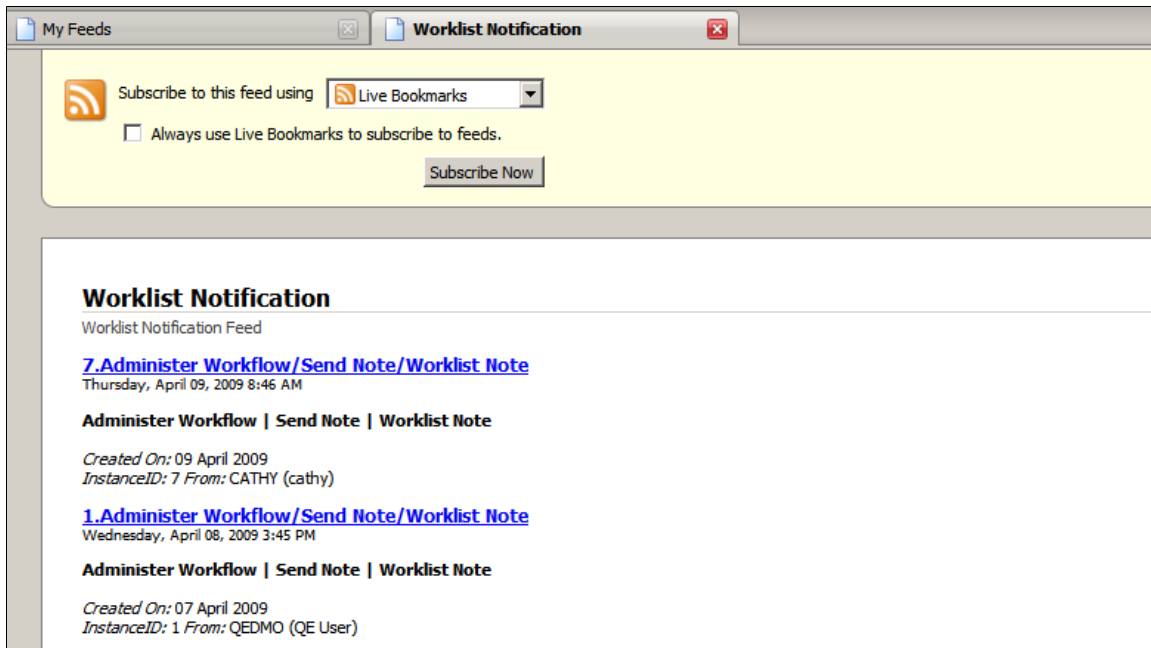 My Feeds
Worklist Notification
Subscribe to this feed using Live Bookmarks
Always use Live Bookmarks to subscribe to feeds.
Subscribe Now
Worklist Notification
Worklist Notification Feed
7.Administer Workflow/Send Note/Worklist Note
Thursday, April 09, 2009 8:46 AM
Administer Workflow | Send Note | Worklist Note
Created On: 09 April 2009
InstanceID: 7 From: CATHY (cathy)
1.Administer Workflow/Send Note/Worklist Note
Wednesday, April 08, 2009 3:45 PM
Administer Workflow | Send Note | Worklist Note
Created On: 07 April 2009
InstanceID: 1 From: QEDMO (QE User)